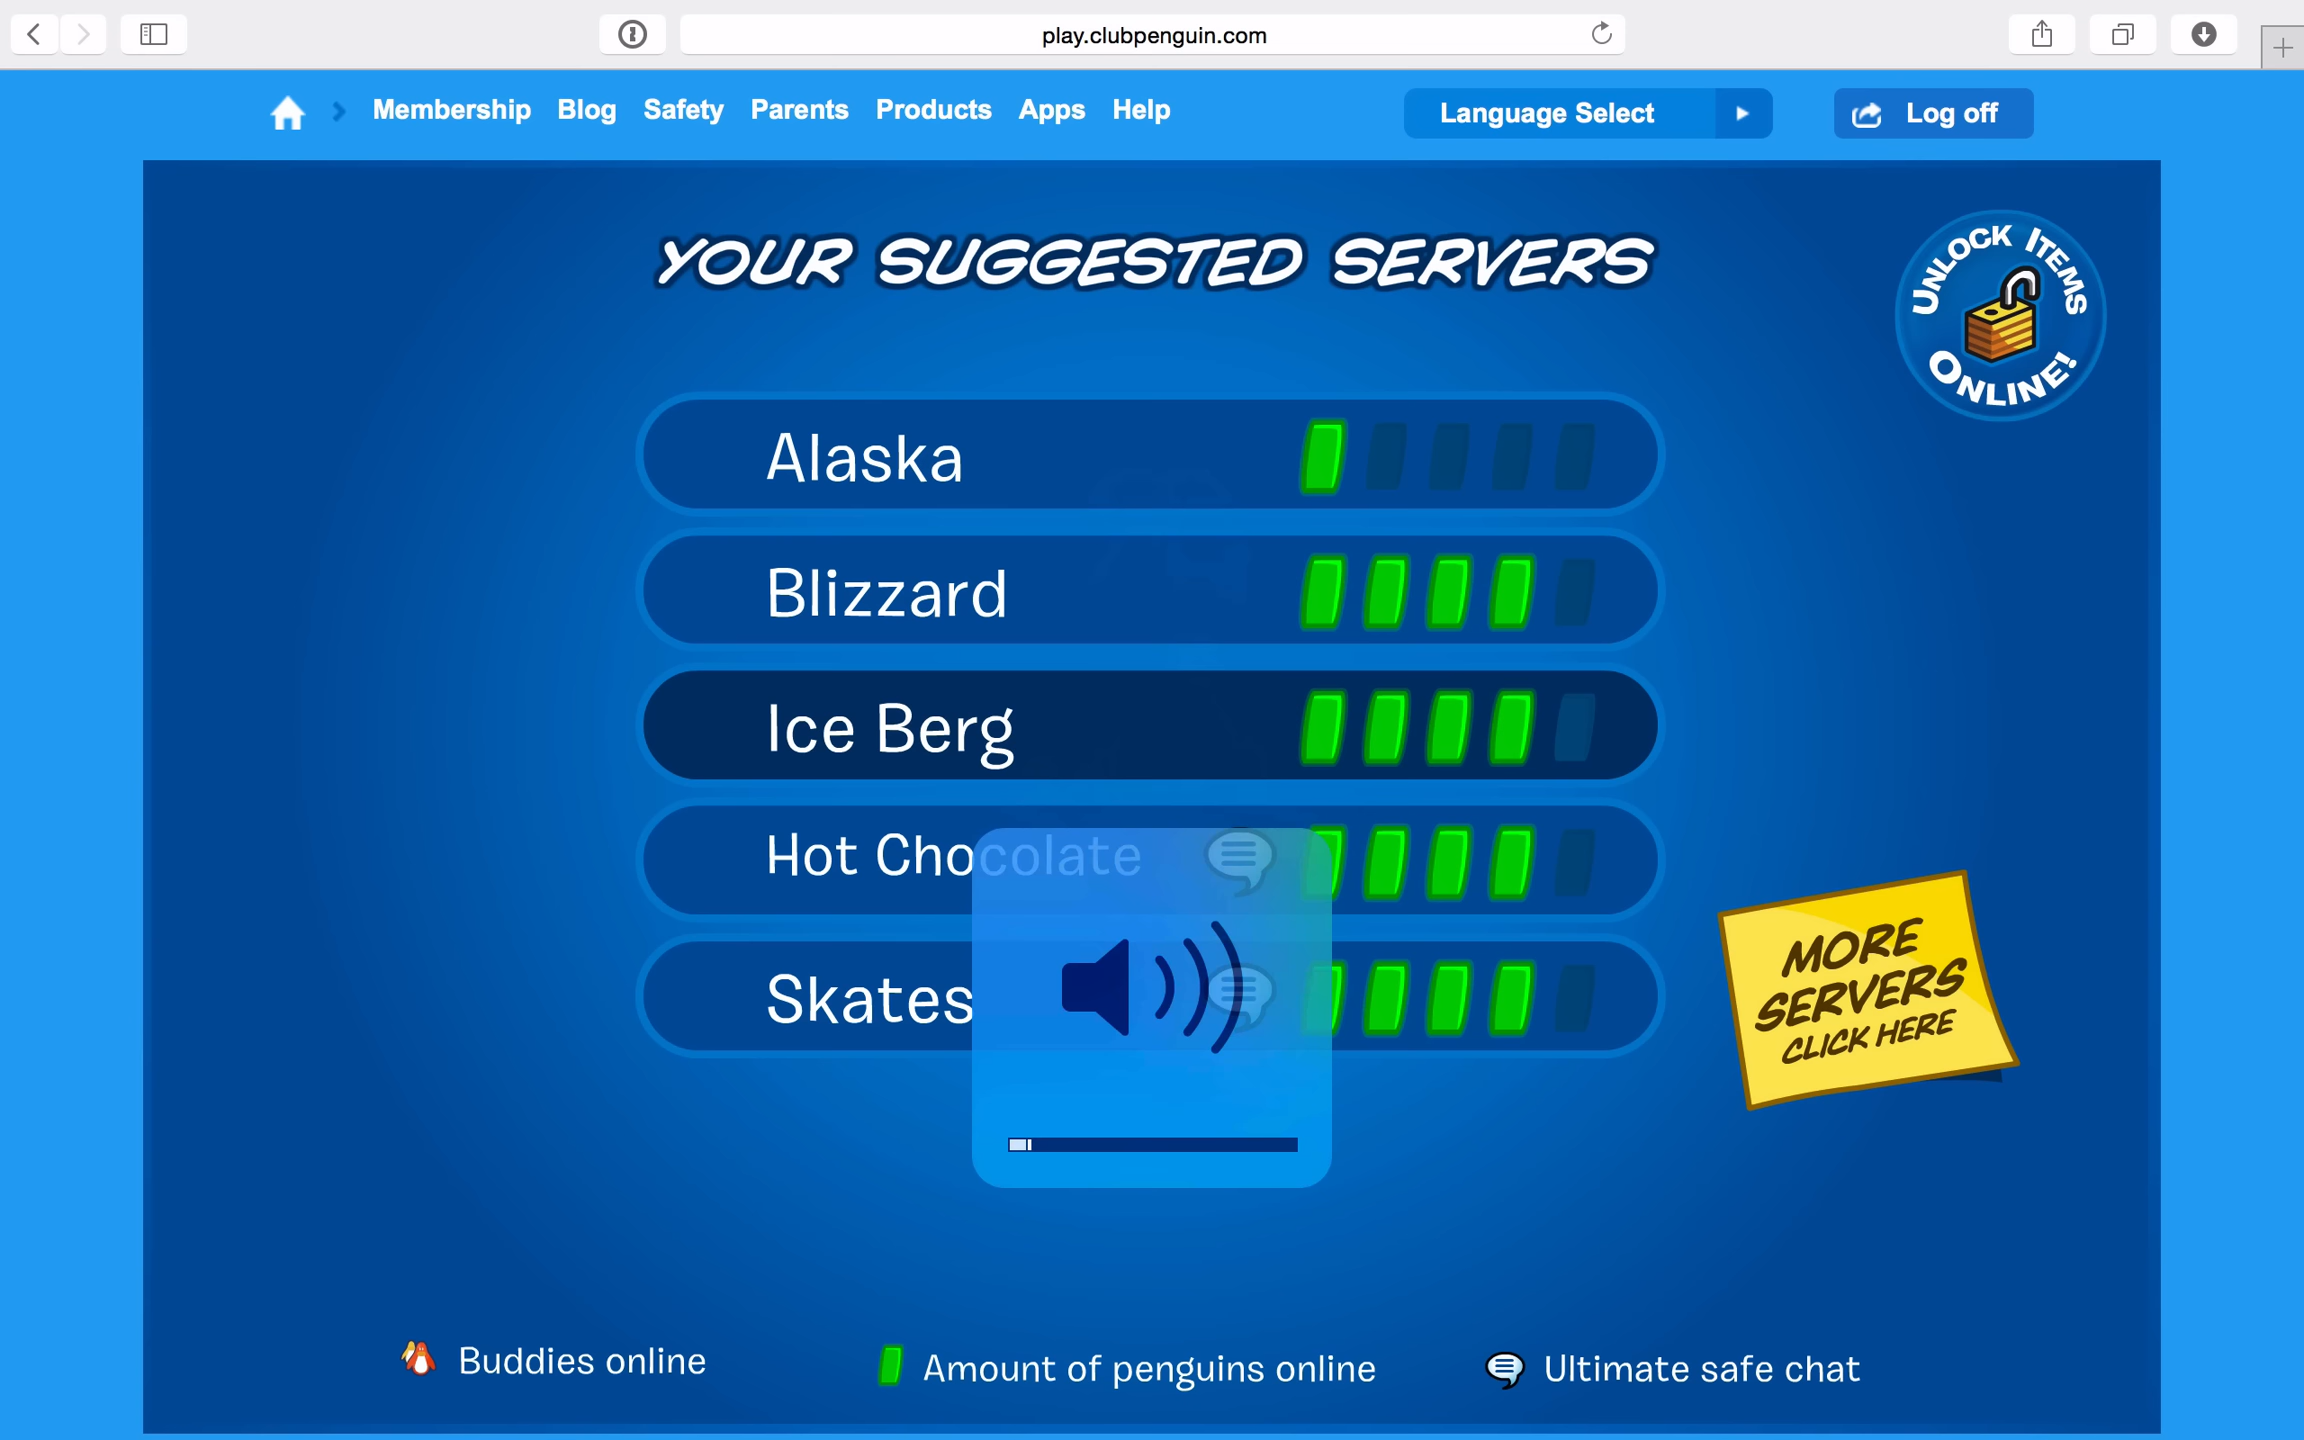 play.clubpenguin.com
Membership Blog Safety Parents Products Apps Help
Language Select
Log off
YOUR SUGGESTED SERVERS
UNLOCK ITEMS
ONLINE!
Alaska
Blizzard
Ice Berg
Hot Chocolate
Skates
MORE
SERVERS
CLICK HERE
Buddies online
Amount of penguins online
Ultimate safe chat